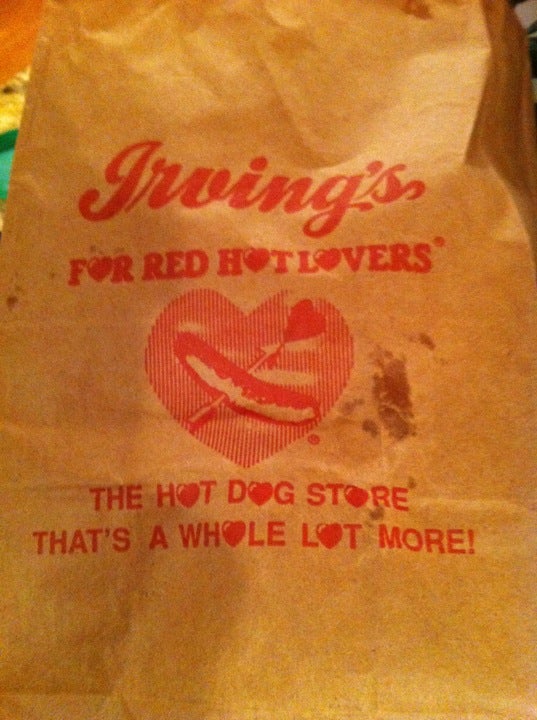 Irving's
FOR RED HOT LOVERS®
®
THE HOT DOG STORE
THAT'S A WHOLE LOT MORE!